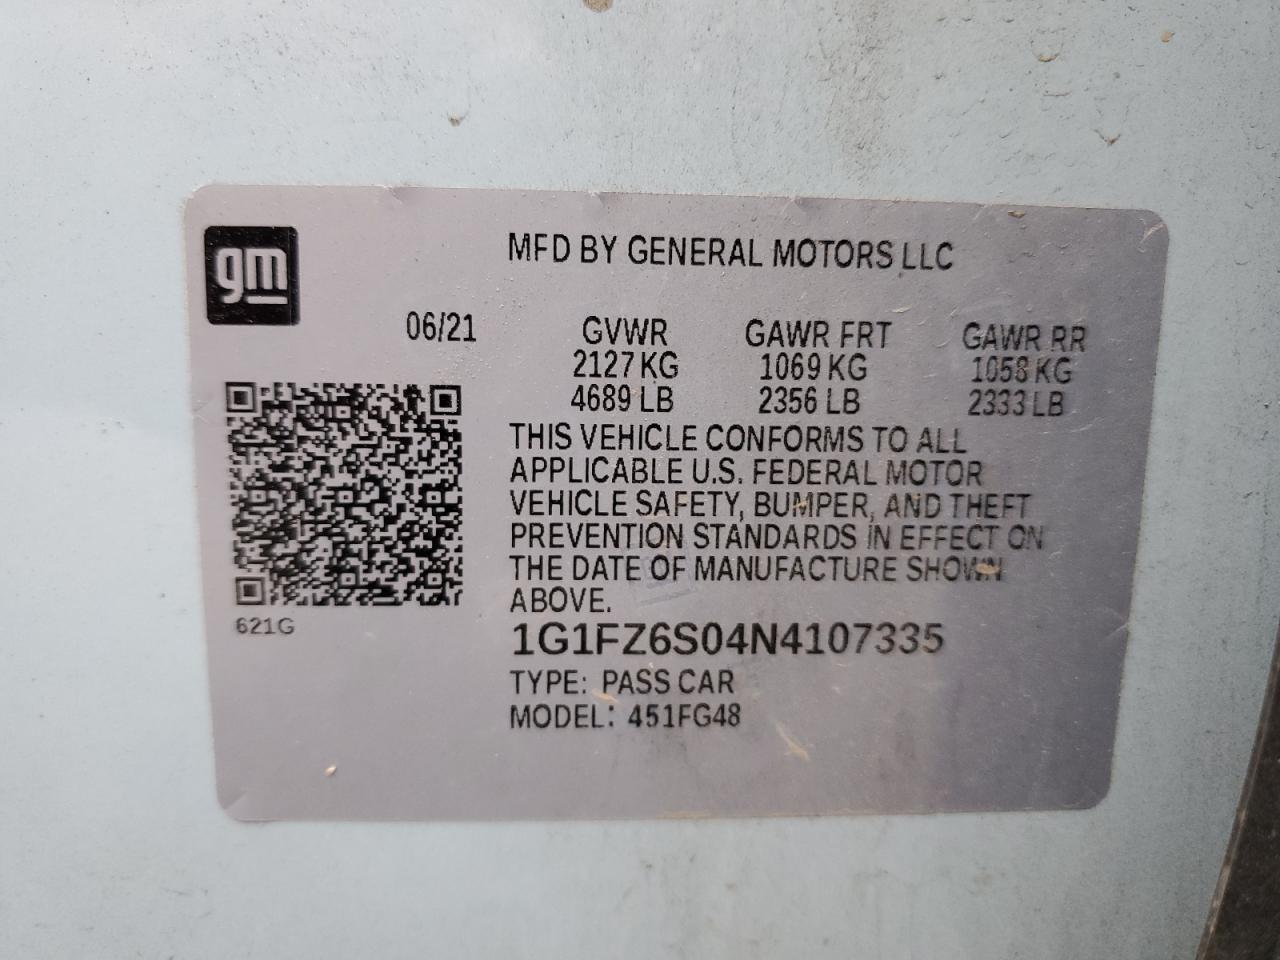 gm
MFD BY GENERAL MOTORS LLC
06/21
GVWR GAWR FRT GAWR RR
2127 KG 1069 KG 1058 KG
4689 LB 2356 LB 2333 LB
THIS VEHICLE CONFORMS TO ALL
APPLICABLE U.S. FEDERAL MOTOR
VEHICLE SAFETY, BUMPER, AND THEFT
PREVENTION STANDARDS IN EFFECT ON
THE DATE OF MANUFACTURE SHOWN
ABOVE.
621G
1G1FZ6S04N4107335
TYPE: PASS CAR
MODEL: 451FG48